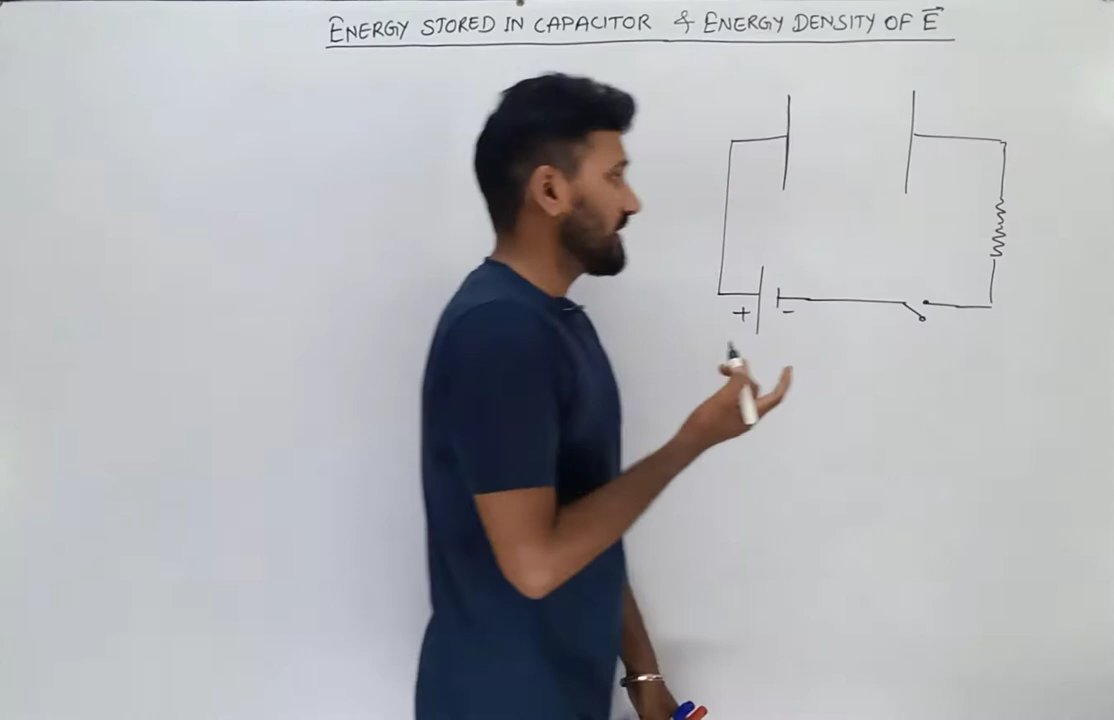 ENERGY STORED IN CAPACITOR & ENERGY DENSITY OF E⃗
+ -